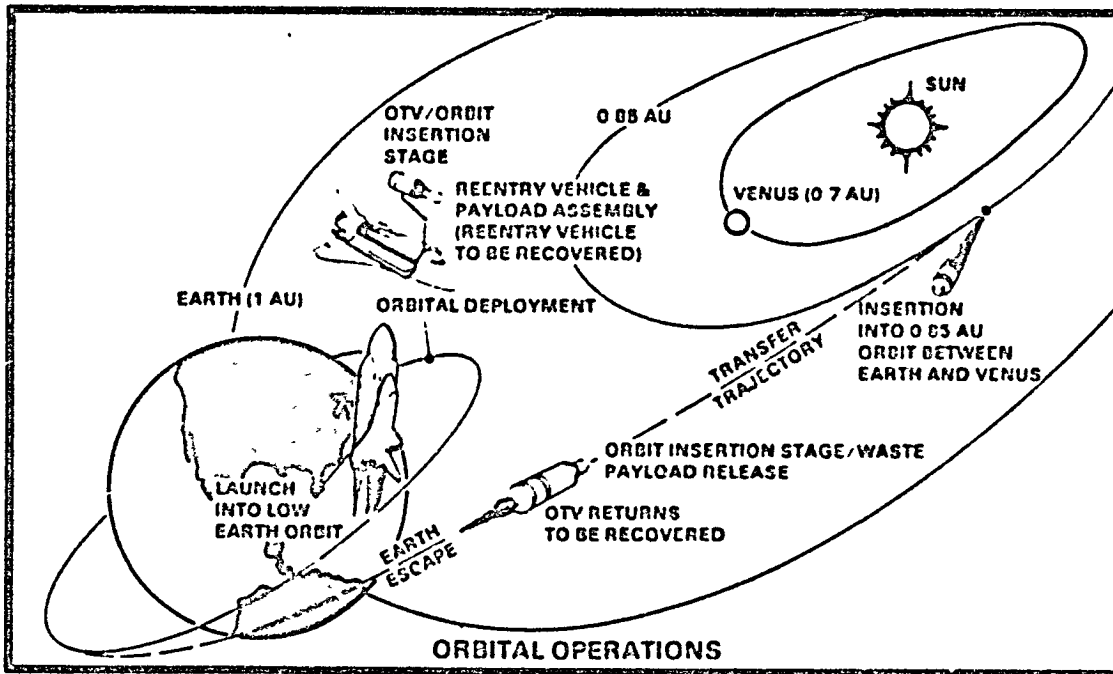 SUN
0.85 AU
OTV/ORBIT
INSERTION
STAGE
REENTRY VEHICLE &
PAYLOAD ASSEMBLY
(REENTRY VEHICLE
TO BE RECOVERED)
VENUS (0.7 AU)
EARTH (1 AU)
ORBITAL DEPLOYMENT
INSERTION
INTO 0.85 AU
ORBIT BETWEEN
EARTH AND VENUS
TRANSFER
TRAJECTORY
ORBIT INSERTION STAGE/WASTE
PAYLOAD RELEASE
LAUNCH
INTO LOW
EARTH ORBIT
OTV RETURNS
TO BE RECOVERED
EARTH
ESCAPE
ORBITAL OPERATIONS